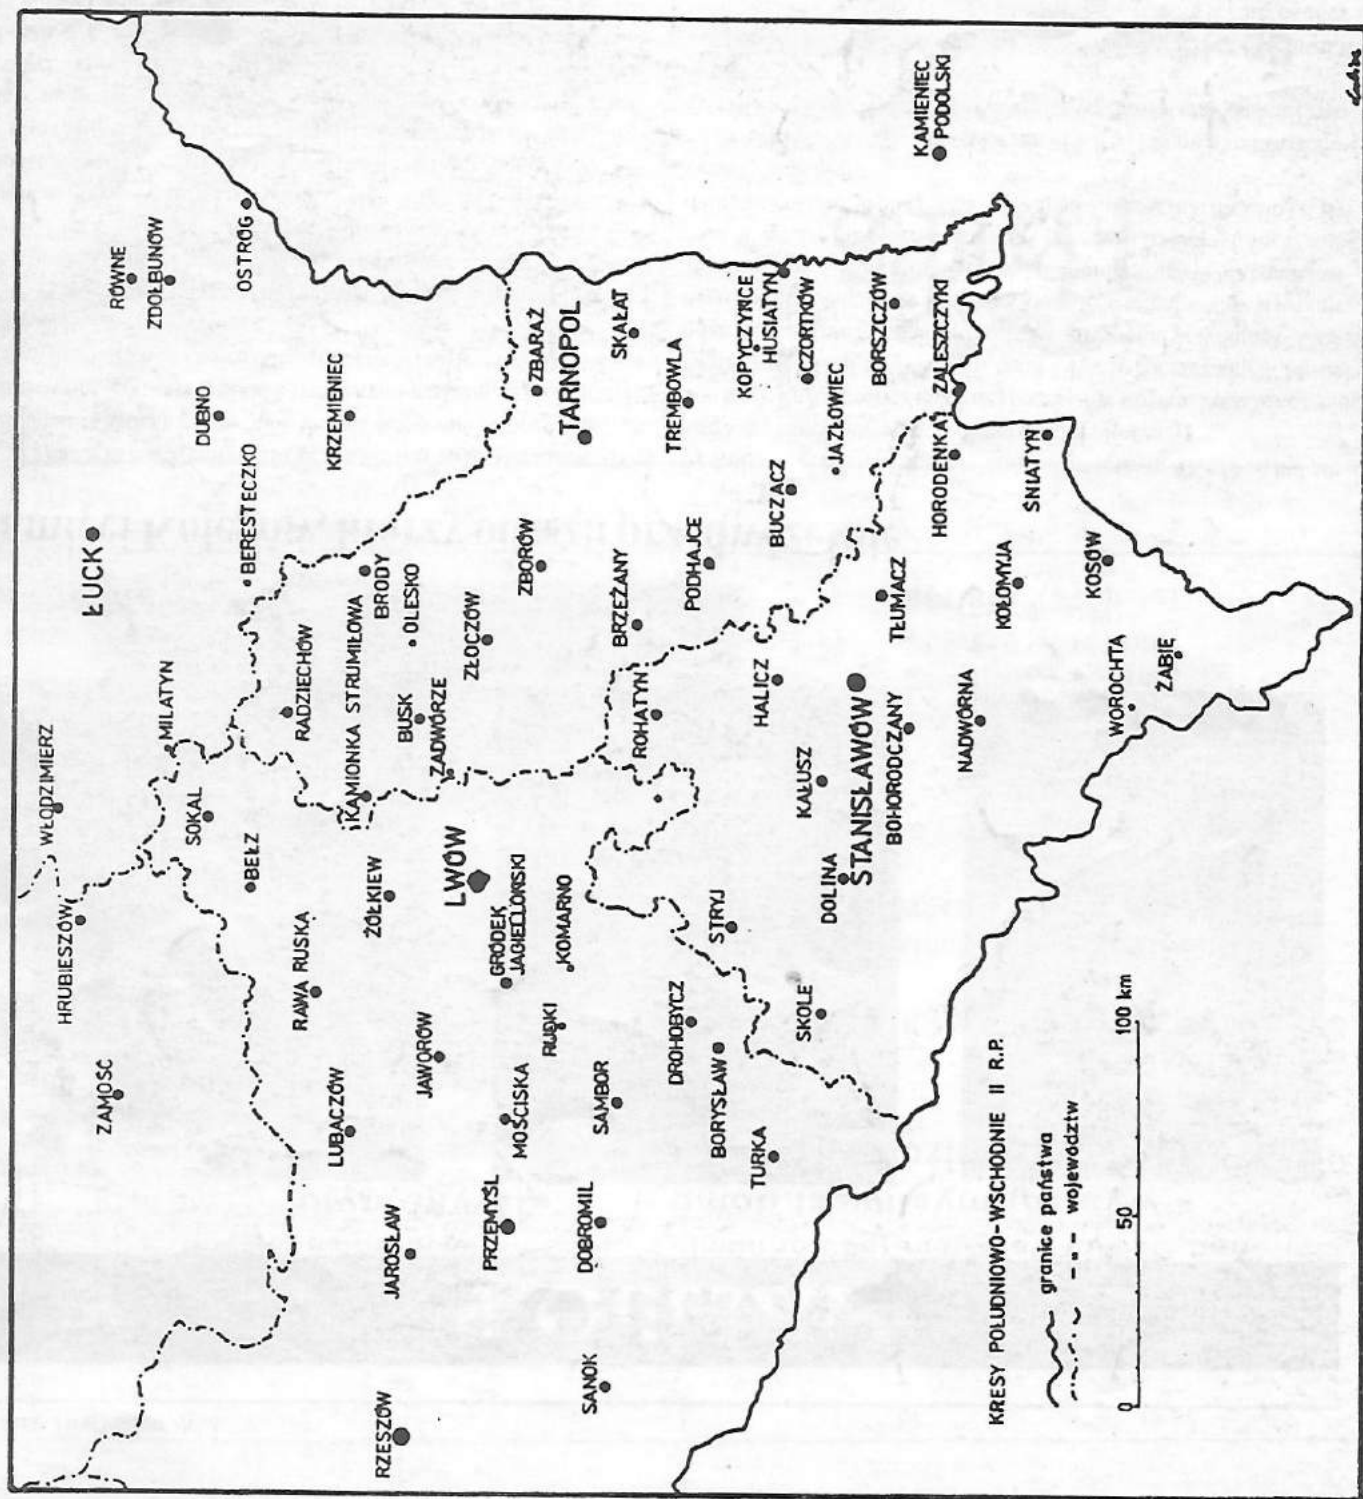 HRUBIESZÓW
WŁODZIMIERZ
ŁUCK
RÓWNE
ZDOŁBUNÓW
ZAMOŚĆ
MILATYN
SOKAL
DUBNO
OSTRÓG
BEŁZ
BERESTECZKO
RAWA RUSKA
RADZIECHÓW
LUBACZÓW
KRZEMIENIEC
ŻÓŁKIEW
KAMIONKA STRUMIŁOWA
BRODY
RZESZÓW
JAROSŁAW
JAWORÓW
BUSK
OLESKO
ZADWÓRZE
LWÓW
ZŁOCZÓW
PRZEMYSL
MOŚCISKA
GRÓDEK
JAGIELLOŃSKI
ZBORÓW
ZBARAŻ
RUDKI
KOMARNO
TARNOPOL
SANOK
DOBROMIL
SAMBOR
BRZEŻANY
SKAŁAT
ROHATYN
DROHOBYCZ
PODHAJCE
TREMBOWLA
BORYSŁAW
STRYJ
TURKA
HALICZ
BUCZACZ
KOPYCZYŃCE
HUSIATYN
CZORTKÓW
SKOLE
DOLINA
KAŁUSZ
JAZŁOWIEC
STANISŁAWÓW
TŁUMACZ
BORSZCZÓW
BOHORODCZANY
KAMIENIEC
PODOLSKI
HORODENKA
ZALESZCZYKI
NADWÓRNA
KOŁOMYJA
ŚNIATYN
KOSÓW
WOROCHTA
ŻABIE
KRESY POŁUDNIOWO-WSCHODNIE II R.P.
granice państwa
województw
0 50 100 km